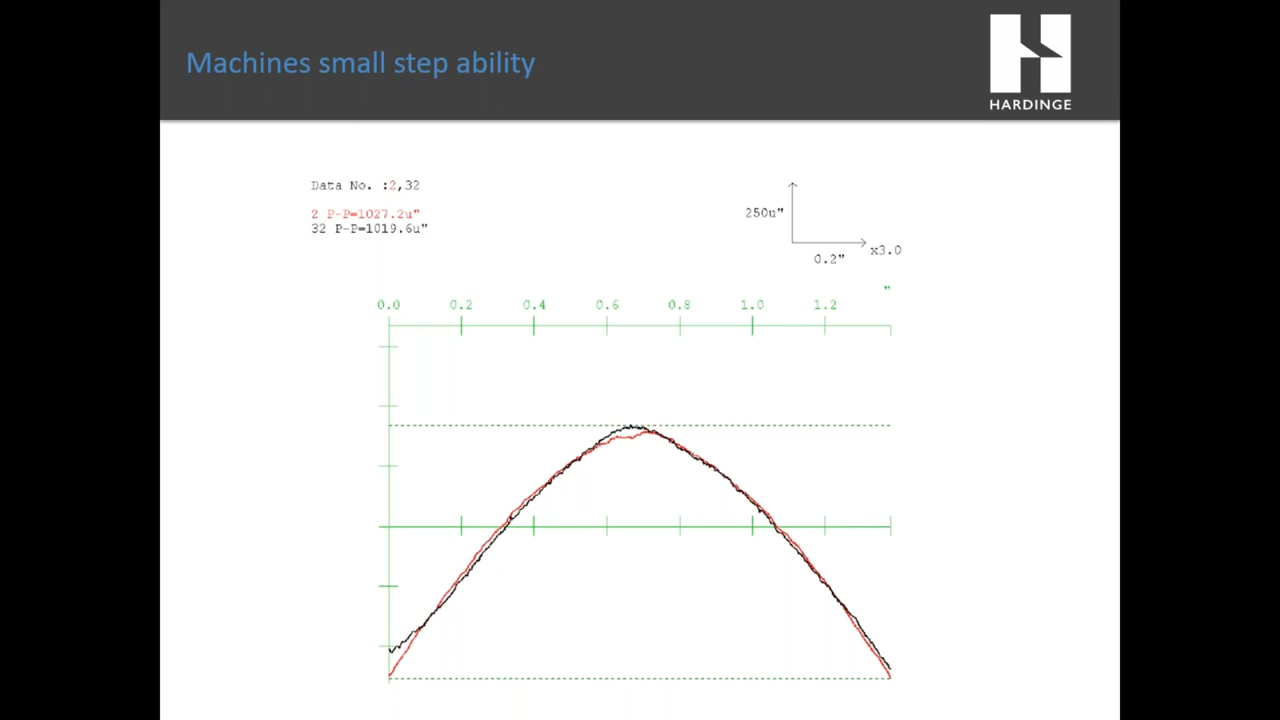 Machines small step ability
HARDINGE
Data No. :2,32
2 P-P=1027.2u"
32 P-P=1019.6u"
250u"
x3.0
0.2"
"
0.0 0.2 0.4 0.6 0.8 1.0 1.2